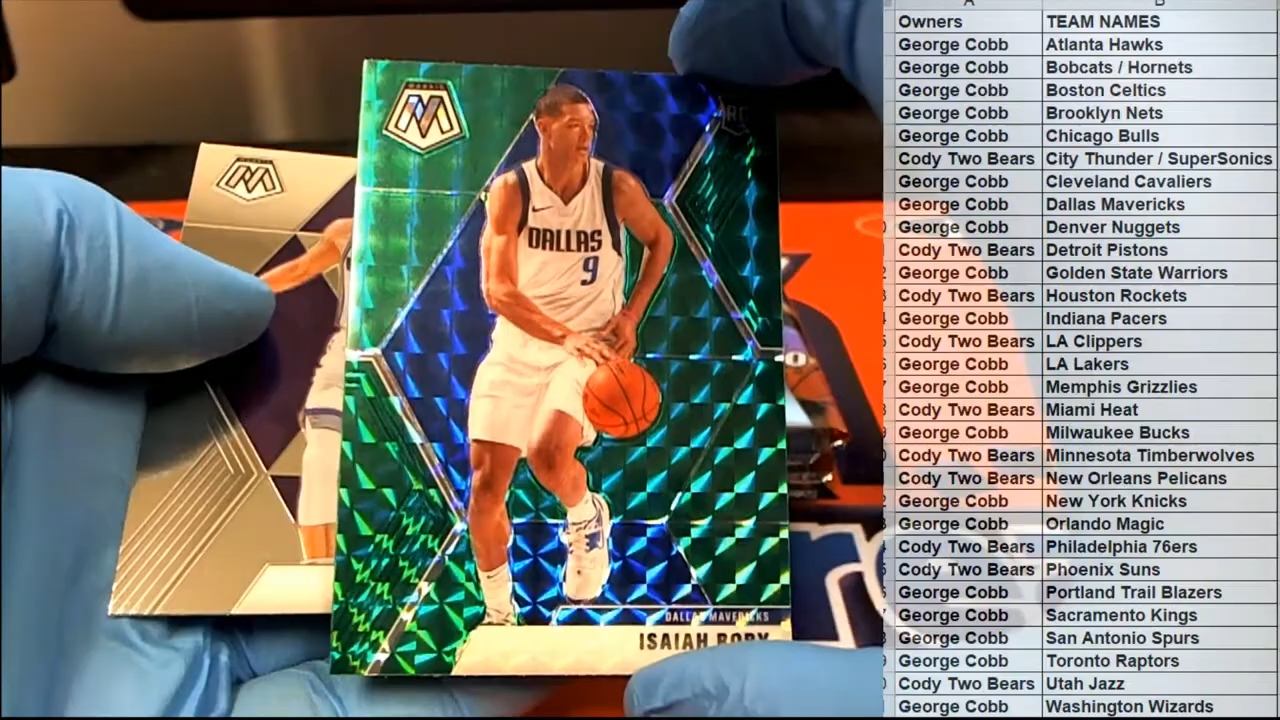 MOSAIC
MOSAIC
RC
DALLAS
9
DALLAS MAVERICKS
ISAIAH ROBY
A B
Owners TEAM NAMES
George Cobb Atlanta Hawks
George Cobb Bobcats / Hornets
George Cobb Boston Celtics
George Cobb Brooklyn Nets
George Cobb Chicago Bulls
Cody Two Bears City Thunder / SuperSonics
George Cobb Cleveland Cavaliers
George Cobb Dallas Mavericks
George Cobb Denver Nuggets
Cody Two Bears Detroit Pistons
George Cobb Golden State Warriors
Cody Two Bears Houston Rockets
George Cobb Indiana Pacers
Cody Two Bears LA Clippers
George Cobb LA Lakers
George Cobb Memphis Grizzlies
Cody Two Bears Miami Heat
George Cobb Milwaukee Bucks
Cody Two Bears Minnesota Timberwolves
Cody Two Bears New Orleans Pelicans
George Cobb New York Knicks
George Cobb Orlando Magic
Cody Two Bears Philadelphia 76ers
Cody Two Bears Phoenix Suns
George Cobb Portland Trail Blazers
George Cobb Sacramento Kings
George Cobb San Antonio Spurs
George Cobb Toronto Raptors
Cody Two Bears Utah Jazz
George Cobb Washington Wizards